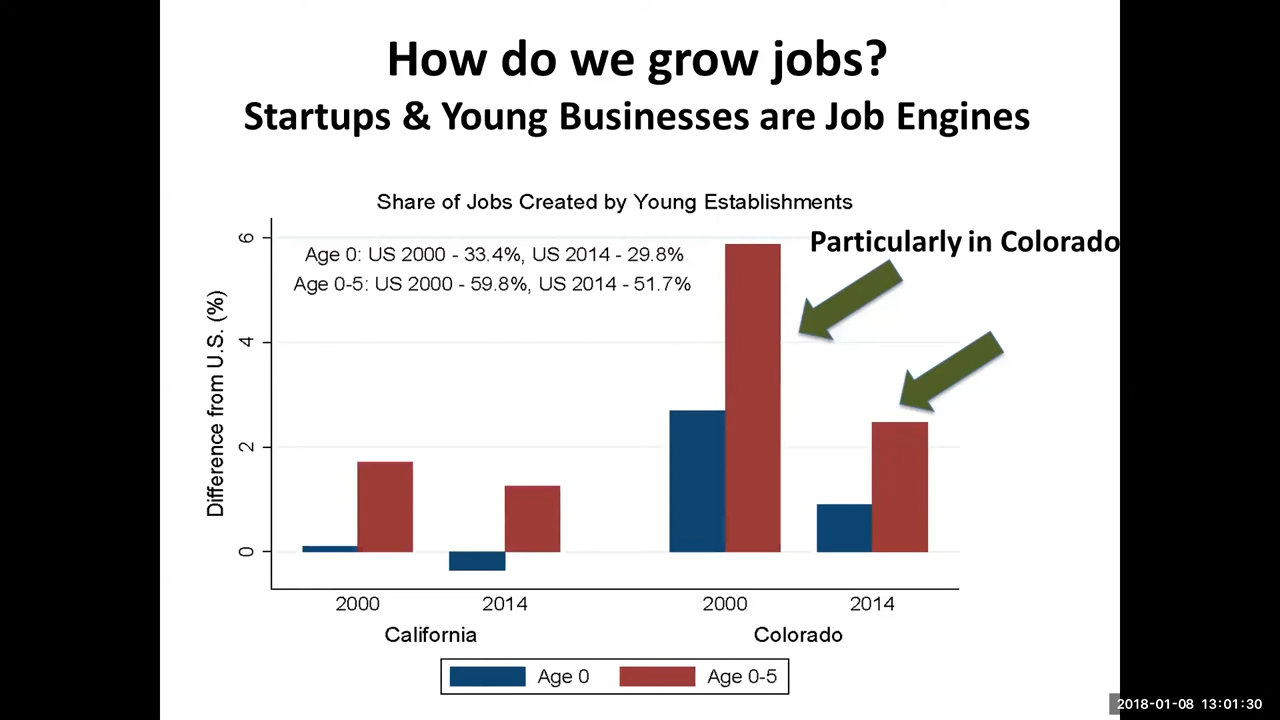 How do we grow jobs?
Startups & Young Businesses are Job Engines
Share of Jobs Created by Young Establishments
Particularly in Colorado
Age 0: US 2000 - 33.4%, US 2014 - 29.8%
Age 0-5: US 2000 - 59.8%, US 2014 - 51.7%
Difference from U.S. (%)
6
4
2
0
2000 2014 2000 2014
California Colorado
Age 0 Age 0-5
2018-01-08 13:01:30